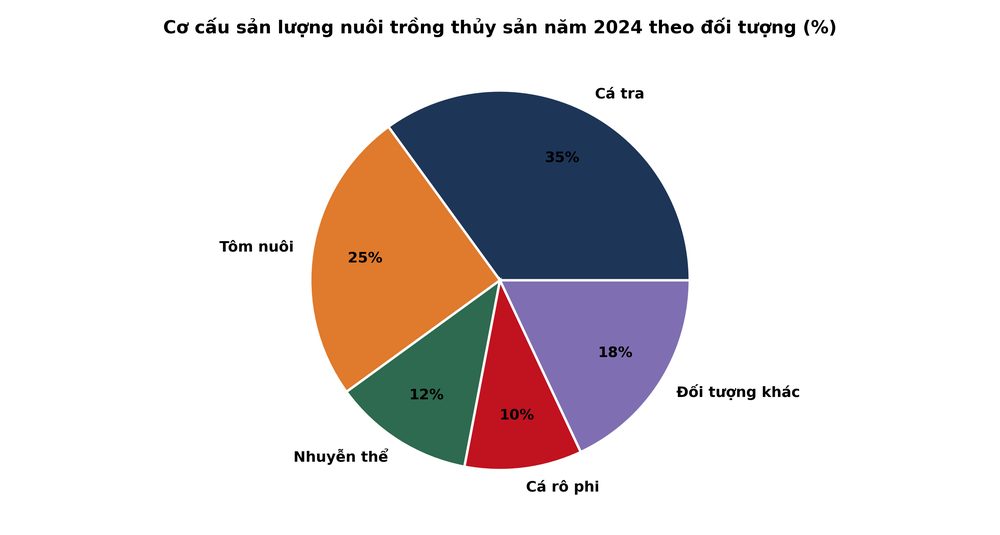 Cơ cấu sản lượng nuôi trồng thủy sản năm 2024 theo đối tượng (%)
Cá tra
35%
Tôm nuôi
25%
18%
Đối tượng khác
12%
10%
Nhuyễn thể
Cá rô phi